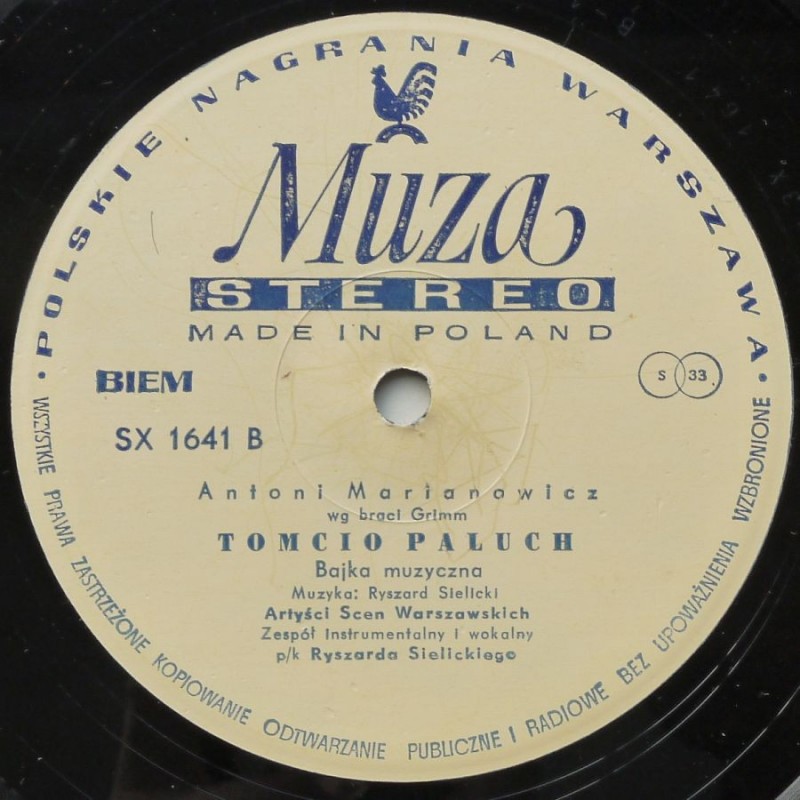 • POLSKIE NAGRANIA WARSZAWA •
Muza
STEREO
MADE IN POLAND
BIEM
S 33
SX 1641 B
Antoni Marianowicz
wg braci Grimm
TOMCIO PALUCH
Bajka muzyczna
Muzyka: Ryszard Sielicki
Artyści Scen Warszawskich
Zespół instrumentalny i wokalny
p/k Ryszarda Sielickiego
WSZYSTKIE PRAWA ZASTRZEŻONE KOPIOWANIE ODTWARZANIE PUBLICZNE I RADIOWE BEZ UPOWAŻNIENIA WZBRONIONE